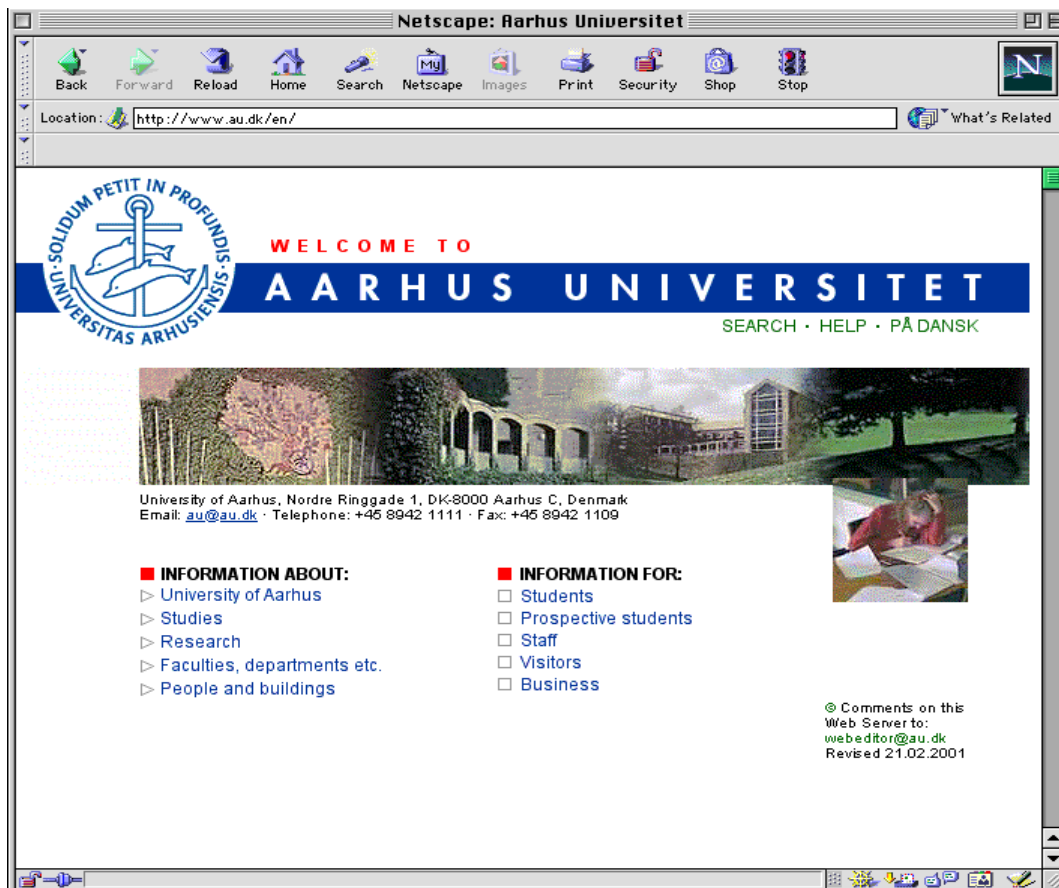 Netscape: Aarhus Universitet
Back Forward Reload Home Search Netscape Images Print Security Shop Stop
My
N
Location: http://www.au.dk/en/ What's Related
SOLIDUM PETIT IN PROFUNDIS
UNIVERSITAS ARHUSIENSIS
WELCOME TO
AARHUS UNIVERSITET
SEARCH · HELP · PÅ DANSK
University of Aarhus, Nordre Ringgade 1, DK-8000 Aarhus C, Denmark
Email: au@au.dk · Telephone: +45 8942 1111 · Fax: +45 8942 1109
INFORMATION ABOUT:
University of Aarhus
Studies
Research
Faculties, departments etc.
People and buildings
INFORMATION FOR:
Students
Prospective students
Staff
Visitors
Business
© Comments on this
Web Server to:
webeditor@au.dk
Revised 21.02.2001